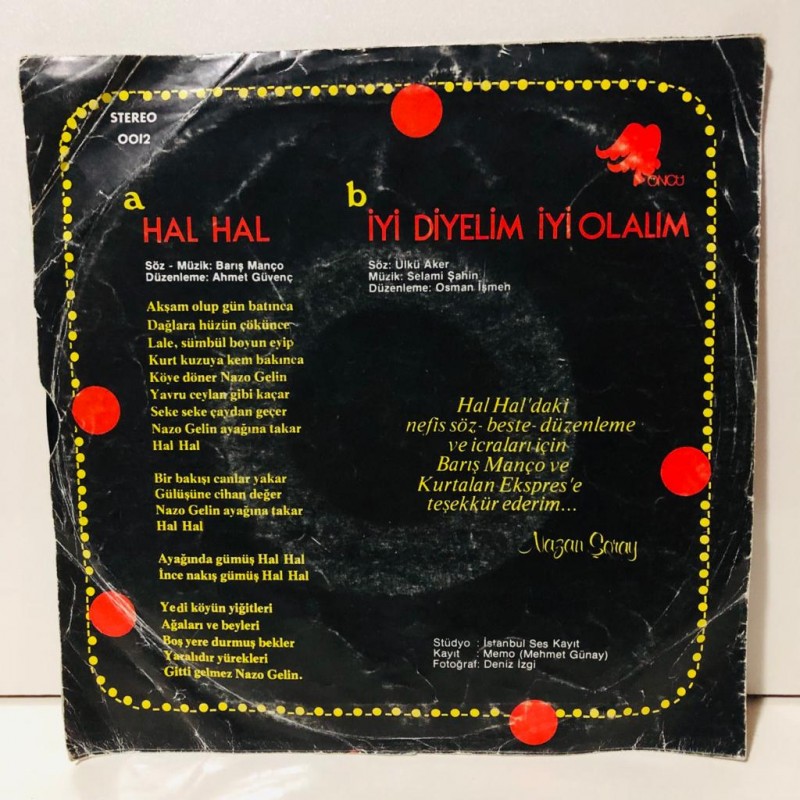 STEREO
0012
ÖNCÜ
a
HAL HAL
Söz - Müzik: Barış Manço
Düzenleme: Ahmet Güvenç
Akşam olup gün batınca
Dağlara hüzün çökünce
Lale, sümbül boyun eyip
Kurt kuzuya kem bakınca
Köye döner Nazo Gelin
Yavru ceylan gibi kaçar
Seke seke çaydan geçer
Nazo Gelin ayağına takar
Hal Hal
Bir bakışı canlar yakar
Gülüşüne cihan değer
Nazo Gelin ayağına takar
Hal Hal
Ayağında gümüş Hal Hal
İnce nakış gümüş Hal Hal
Yedi köyün yiğitleri
Ağaları ve beyleri
Boş yere durmuş bekler
Yaralıdır yürekleri
Gitti gelmez Nazo Gelin.
b
İYİ DİYELİM İYİ OLALIM
Söz: Ülkü Aker
Müzik: Selami Şahin
Düzenleme: Osman İşmen
Hal Hal'daki
nefis söz - beste - düzenleme
ve icraları için
Barış Manço ve
Kurtalan Ekspres'e
teşekkür ederim...
Nazan Şoray
Stüdyo : İstanbul Ses Kayıt
Kayıt : Memo (Mehmet Günay)
Fotoğraf: Deniz İzgi